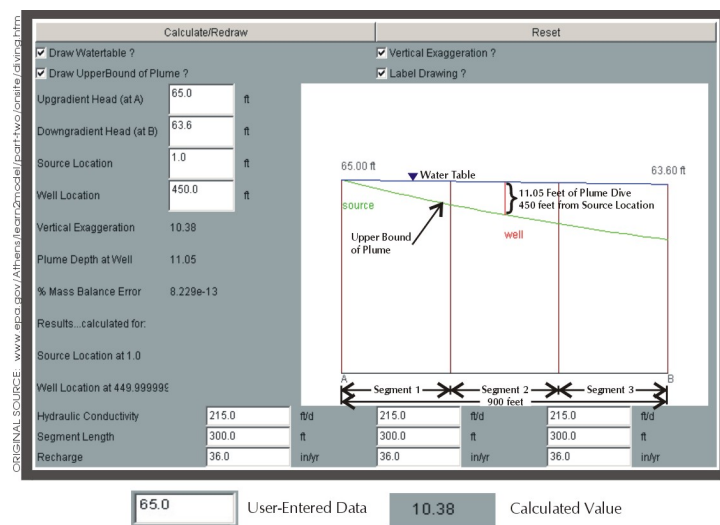 Calculate/Redraw Reset
Draw Watertable ? Vertical Exaggeration ?
Draw UpperBound of Plume ? Label Drawing ?
Upgradient Head (at A) 65.0 ft
Downgradient Head (at B) 63.6 ft
Source Location 1.0 ft
Well Location 450.0 ft
Vertical Exaggeration 10.38
Plume Depth at Well 11.05
% Mass Balance Error 8.229e-13
Results...calculated for:
Source Location at 1.0
Well Location at 449.999999
65.00 ft
Water Table
63.60 ft
source
11.05 Feet of Plume Dive
450 feet from Source Location
Upper Bound
of Plume
well
A B
Segment 1 Segment 2 Segment 3
900 feet
Hydraulic Conductivity 215.0 ft/d 215.0 ft/d 215.0 ft/d
Segment Length 300.0 ft 300.0 ft 300.0 ft
Recharge 36.0 in/yr 36.0 in/yr 36.0 in/yr
ORIGINAL SOURCE: www.epa.gov/Athens/learn2model/part-two/onsite/diving.htm
65.0 User-Entered Data 10.38 Calculated Value